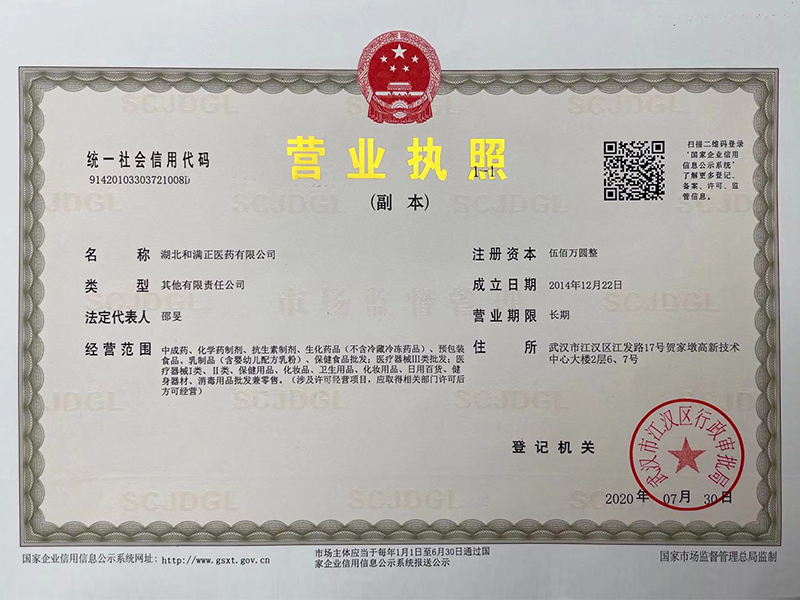 营业执照
(副 本)
1-1
统一社会信用代码
91420103303721008D
扫描二维码登录
‘国家企业信用
信息公示系统’
了解更多登记、
备案、许可、监
管信息。
名 称 湖北和满正医药有限公司
类 型 其他有限责任公司
法定代表人 邵旻
经营范围 中成药、化学药制剂、抗生素制剂、生化药品（不含冷藏冷冻药品）、预包装
食品、乳制品（含婴幼儿配方乳粉）、保健食品批发；医疗器械III类批发；医
疗器械I类、II类、保健用品、化妆品、卫生用品、化妆用品、日用百货、健
身器材、消毒用品批发兼零售。（涉及许可经营项目，应取得相关部门许可后
方可经营）
注册资本 伍佰万圆整
成立日期 2014年12月22日
营业期限 长期
住 所 武汉市江汉区江发路17号贺家墩高新技术
中心大楼2层6、7号
登记机关
武汉市江汉区行政审批局
2020 年 07月 30日
国家企业信用信息公示系统网址：http://www.gsxt.gov.cn
市场主体应当于每年1月1日至6月30日通过国
家企业信用信息公示系统报送公示
国家市场监督管理总局监制
SCJDGL
市场监督管理